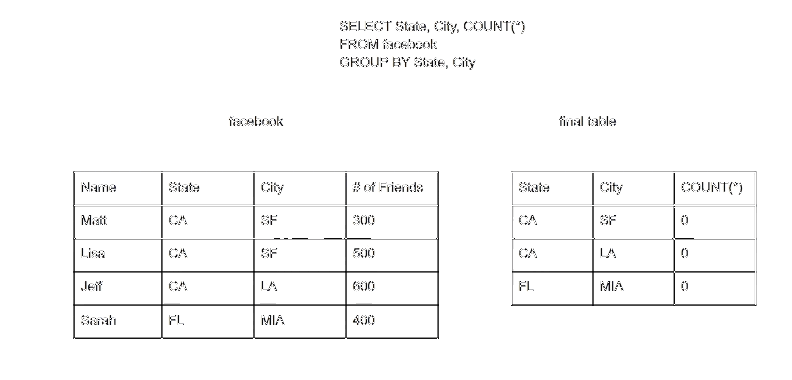 SELECT State, City, COUNT(*)
FROM facebook
GROUP BY State, City
facebook
final table
Name State City # of Friends
Matt CA SF 300
Lisa CA SF 500
Jeff CA LA 600
Sarah FL MIA 400
State City COUNT(*)
CA SF 0
CA LA 0
FL MIA 0